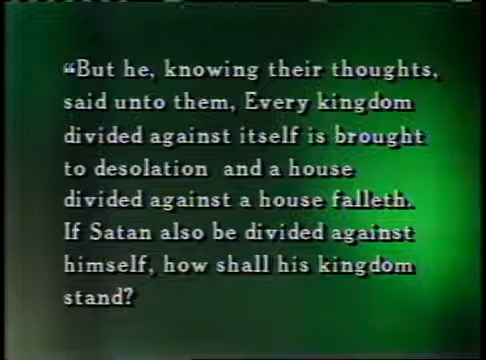 “But he, knowing their thoughts,
said unto them, Every kingdom
divided against itself is brought
to desolation and a house
divided against a house falleth.
If Satan also be divided against
himself, how shall his kingdom
stand?